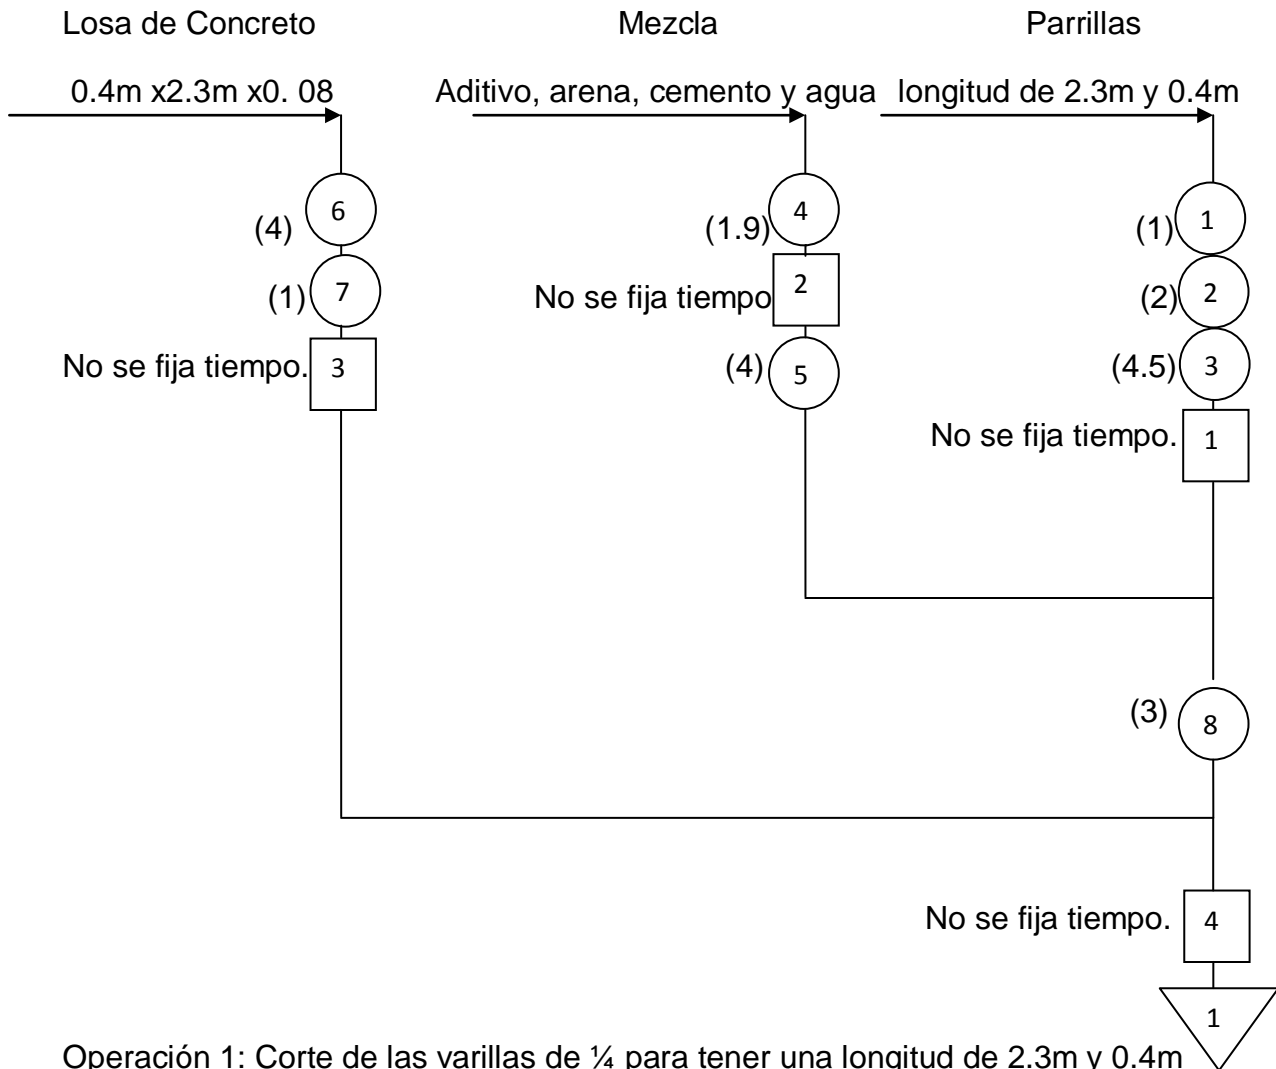 Losa de Concreto Mezcla Parrillas
0.4m x2.3m x0. 08 Aditivo, arena, cemento y agua longitud de 2.3m y 0.4m
6 4 1
(4) (1.9) (1)
7 2 2
(1) No se fija tiempo (2)
No se fija tiempo. 3 (4) 5 (4.5) 3
No se fija tiempo. 1
(3) 8
No se fija tiempo. 4
1
Operación 1: Corte de las varillas de ¼ para tener una longitud de 2.3m y 0.4m